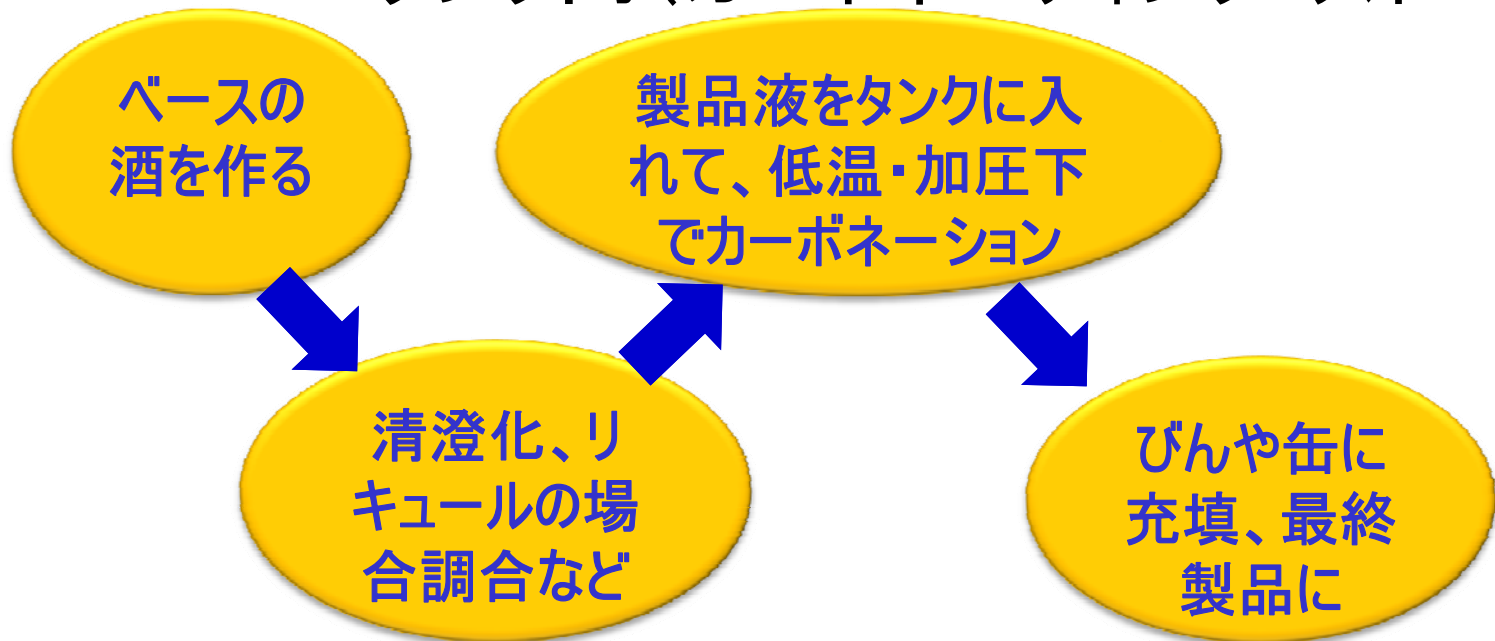 ベースの
酒を作る
清澄化、リ
キュールの場
合調合など
製品液をタンクに入
れて、低温・加圧下
でカーボネーション
びんや缶に
充填、最終
製品に